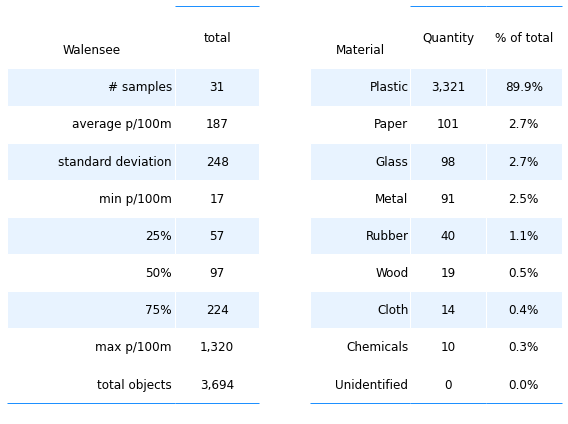 Walensee total
# samples 31
average p/100m 187
standard deviation 248
min p/100m 17
25% 57
50% 97
75% 224
max p/100m 1,320
total objects 3,694
Material Quantity % of total
Plastic 3,321 89.9%
Paper 101 2.7%
Glass 98 2.7%
Metal 91 2.5%
Rubber 40 1.1%
Wood 19 0.5%
Cloth 14 0.4%
Chemicals 10 0.3%
Unidentified 0 0.0%